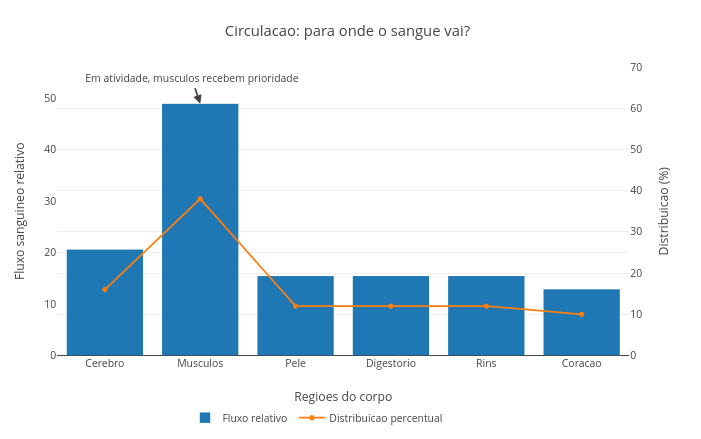 Circulacao: para onde o sangue vai?
Em atividade, musculos recebem prioridade
Fluxo sanguineo relativo
50
40
30
20
10
0
70
60
50
40
30
20
10
0
Distribuicao (%)
Cerebro
Musculos
Pele
Digestorio
Rins
Coracao
Regioes do corpo
Fluxo relativo
Distribuicao percentual